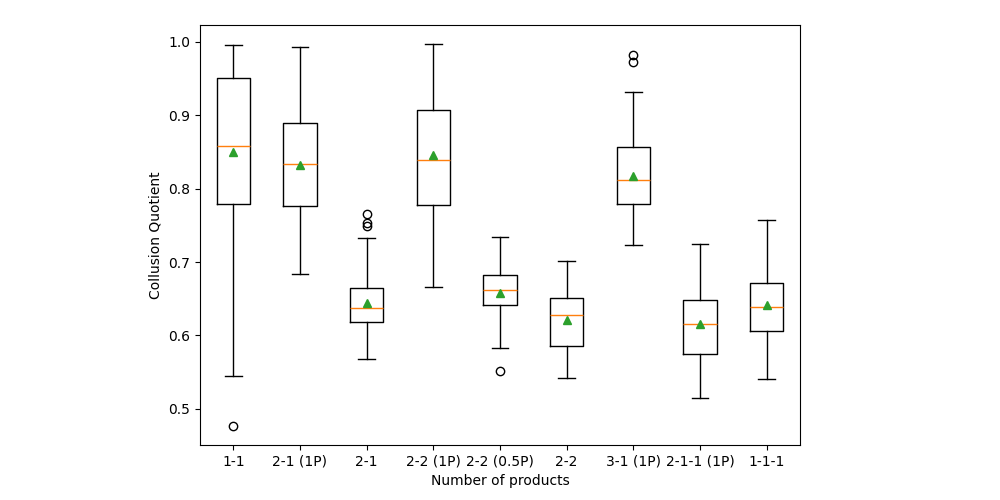 1.0
0.9
0.8
0.7
0.6
0.5
Collusion Quotient
1-1 2-1 (1P) 2-1 2-2 (1P) 2-2 (0.5P) 2-2 3-1 (1P) 2-1-1 (1P) 1-1-1
Number of products